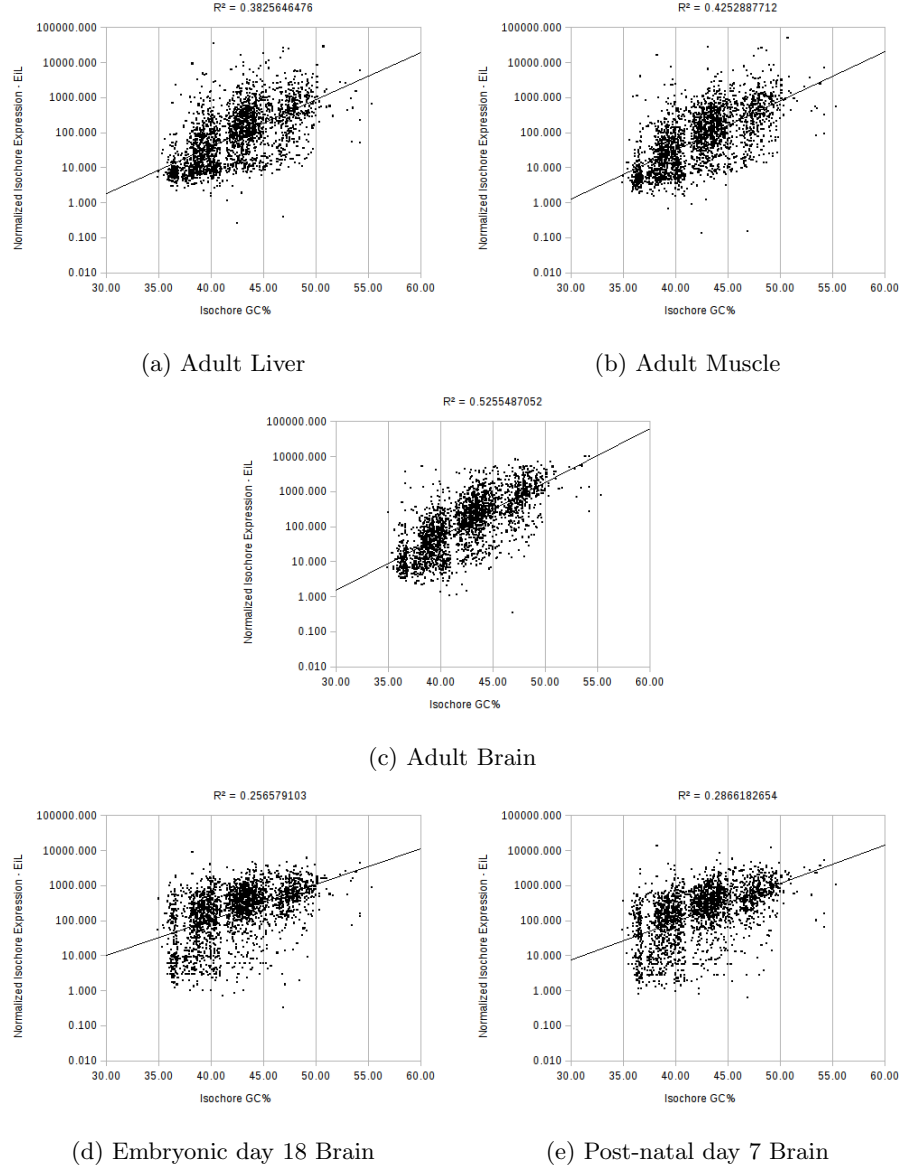 R² = 0.3825646476
100000.000
10000.000
1000.000
100.000
10.000
1.000
0.100
0.010
Normalized Isochore Expression - EiL
30.00 35.00 40.00 45.00 50.00 55.00 60.00
Isochore GC%
(a) Adult Liver
R² = 0.4252887712
100000.000
10000.000
1000.000
100.000
10.000
1.000
0.100
0.010
Normalized Isochore Expression - EiL
30.00 35.00 40.00 45.00 50.00 55.00 60.00
Isochore GC%
(b) Adult Muscle
R² = 0.5255487052
100000.000
10000.000
1000.000
100.000
10.000
1.000
0.100
0.010
Normalized Isochore Expression - EiL
30.00 35.00 40.00 45.00 50.00 55.00 60.00
Isochore GC%
(c) Adult Brain
R² = 0.256579103
100000.000
10000.000
1000.000
100.000
10.000
1.000
0.100
0.010
Normalized Isochore Expression - EiL
30.00 35.00 40.00 45.00 50.00 55.00 60.00
Isochore GC%
(d) Embryonic day 18 Brain
R² = 0.2866182654
100000.000
10000.000
1000.000
100.000
10.000
1.000
0.100
0.010
Normalized Isochore Expression - EiL
30.00 35.00 40.00 45.00 50.00 55.00 60.00
Isochore GC%
(e) Post-natal day 7 Brain